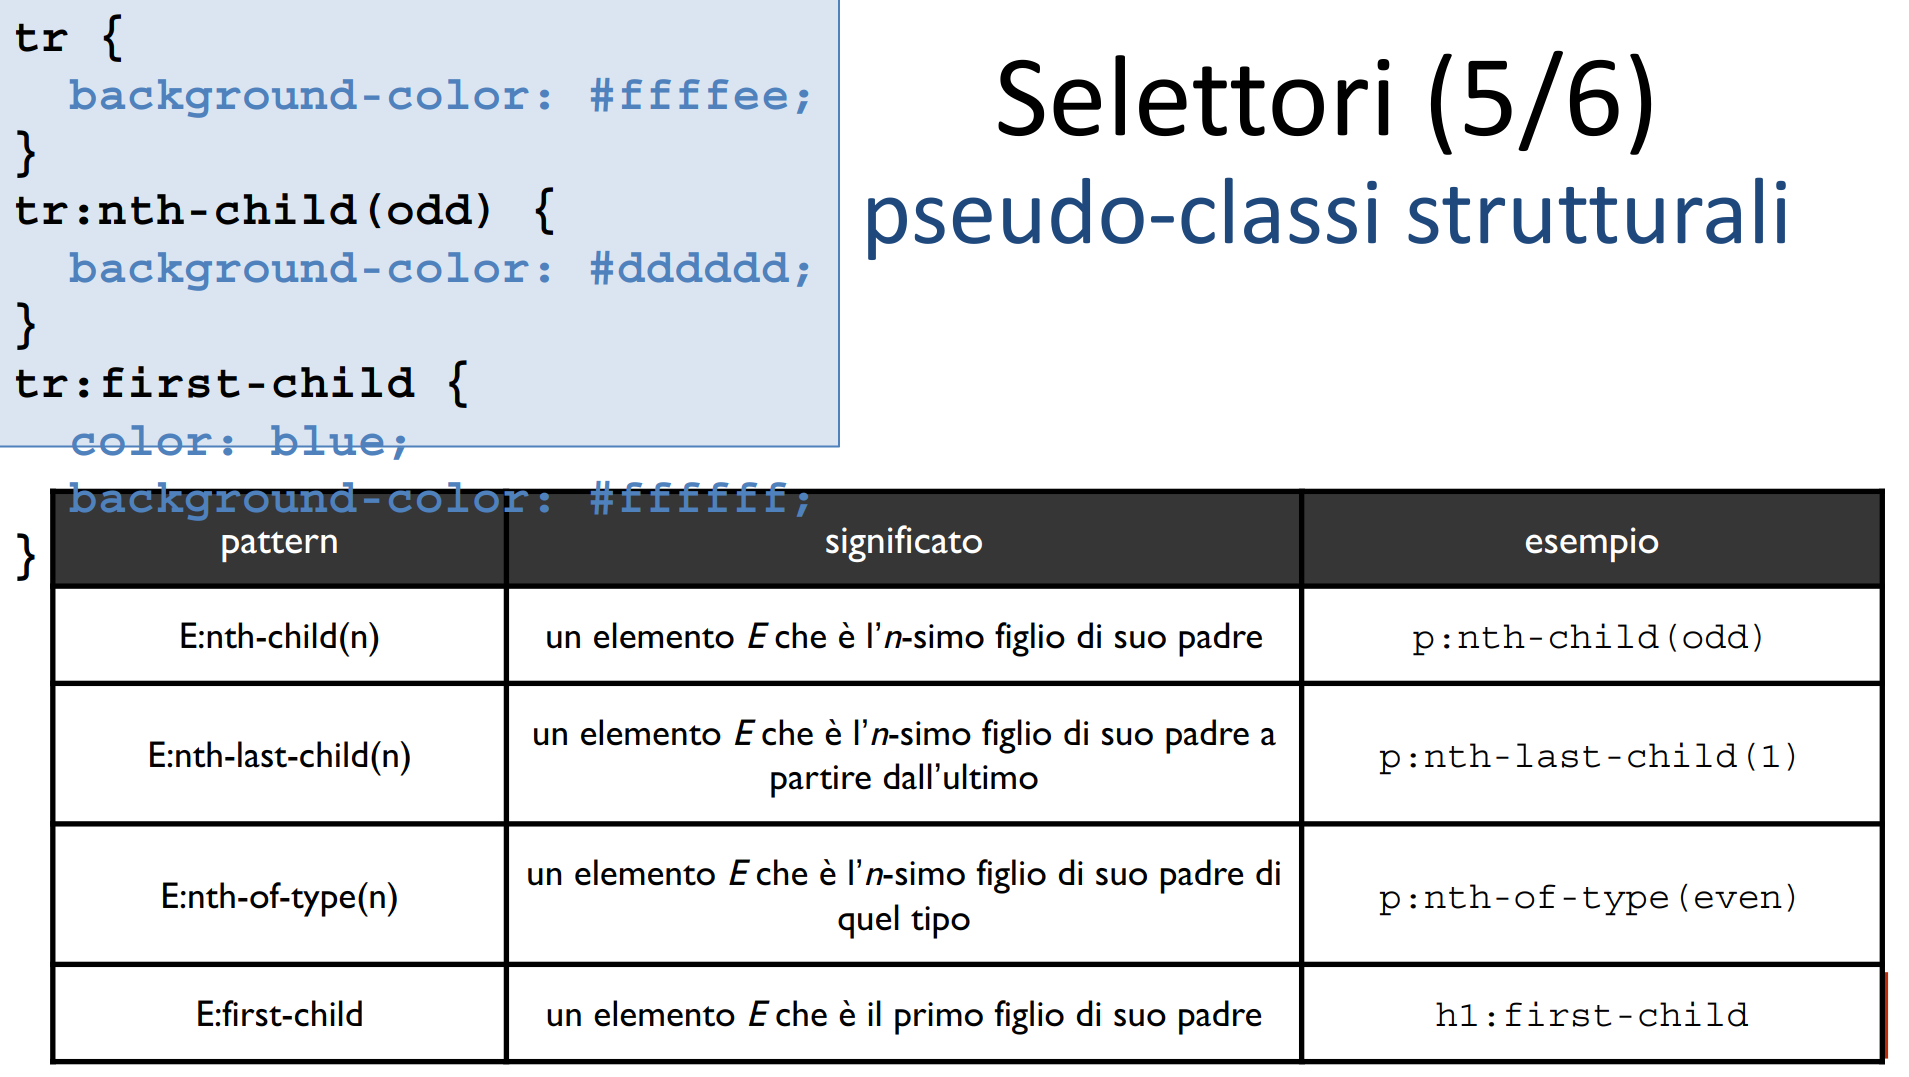 tr {
  background-color: #ffffee;
}
tr:nth-child(odd) {
  background-color: #dddddd;
}
tr:first-child {
  color: blue;
  background-color: #ffffff;
}
Selettori (5/6)
pseudo-classi strutturali
pattern significato esempio
E:nth-child(n) un elemento E che è l’n-simo figlio di suo padre p:nth-child(odd)
E:nth-last-child(n) un elemento E che è l’n-simo figlio di suo padre a
partire dall’ultimo p:nth-last-child(1)
E:nth-of-type(n) un elemento E che è l’n-simo figlio di suo padre di
quel tipo p:nth-of-type(even)
E:first-child un elemento E che è il primo figlio di suo padre h1:first-child